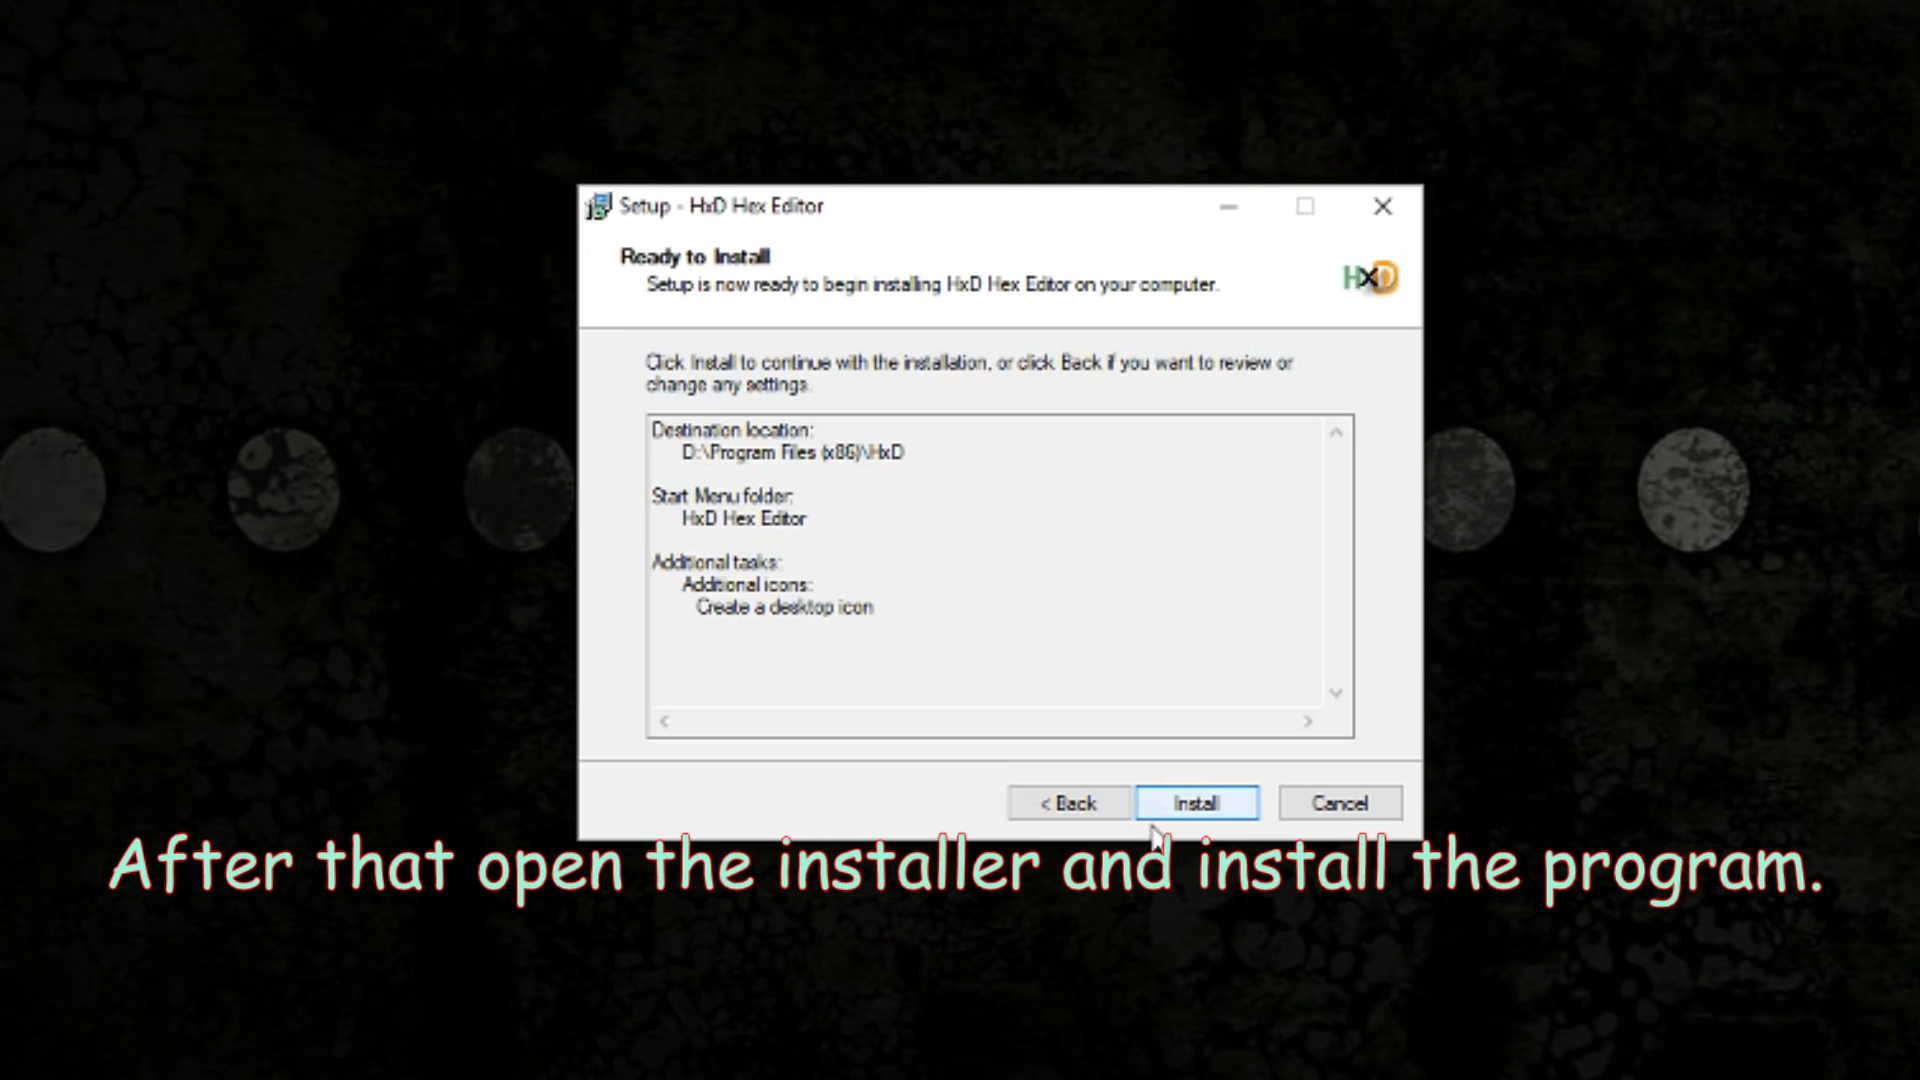 Setup - HxD Hex Editor
Ready to Install
Setup is now ready to begin installing HxD Hex Editor on your computer.
HxD
Click Install to continue with the installation, or click Back if you want to review or
change any settings.
Destination location:
D:\Program Files (x86)\HxD
Start Menu folder:
HxD Hex Editor
Additional tasks:
Additional icons:
Create a desktop icon
< Back
Install
Cancel
After that open the installer and install the program.